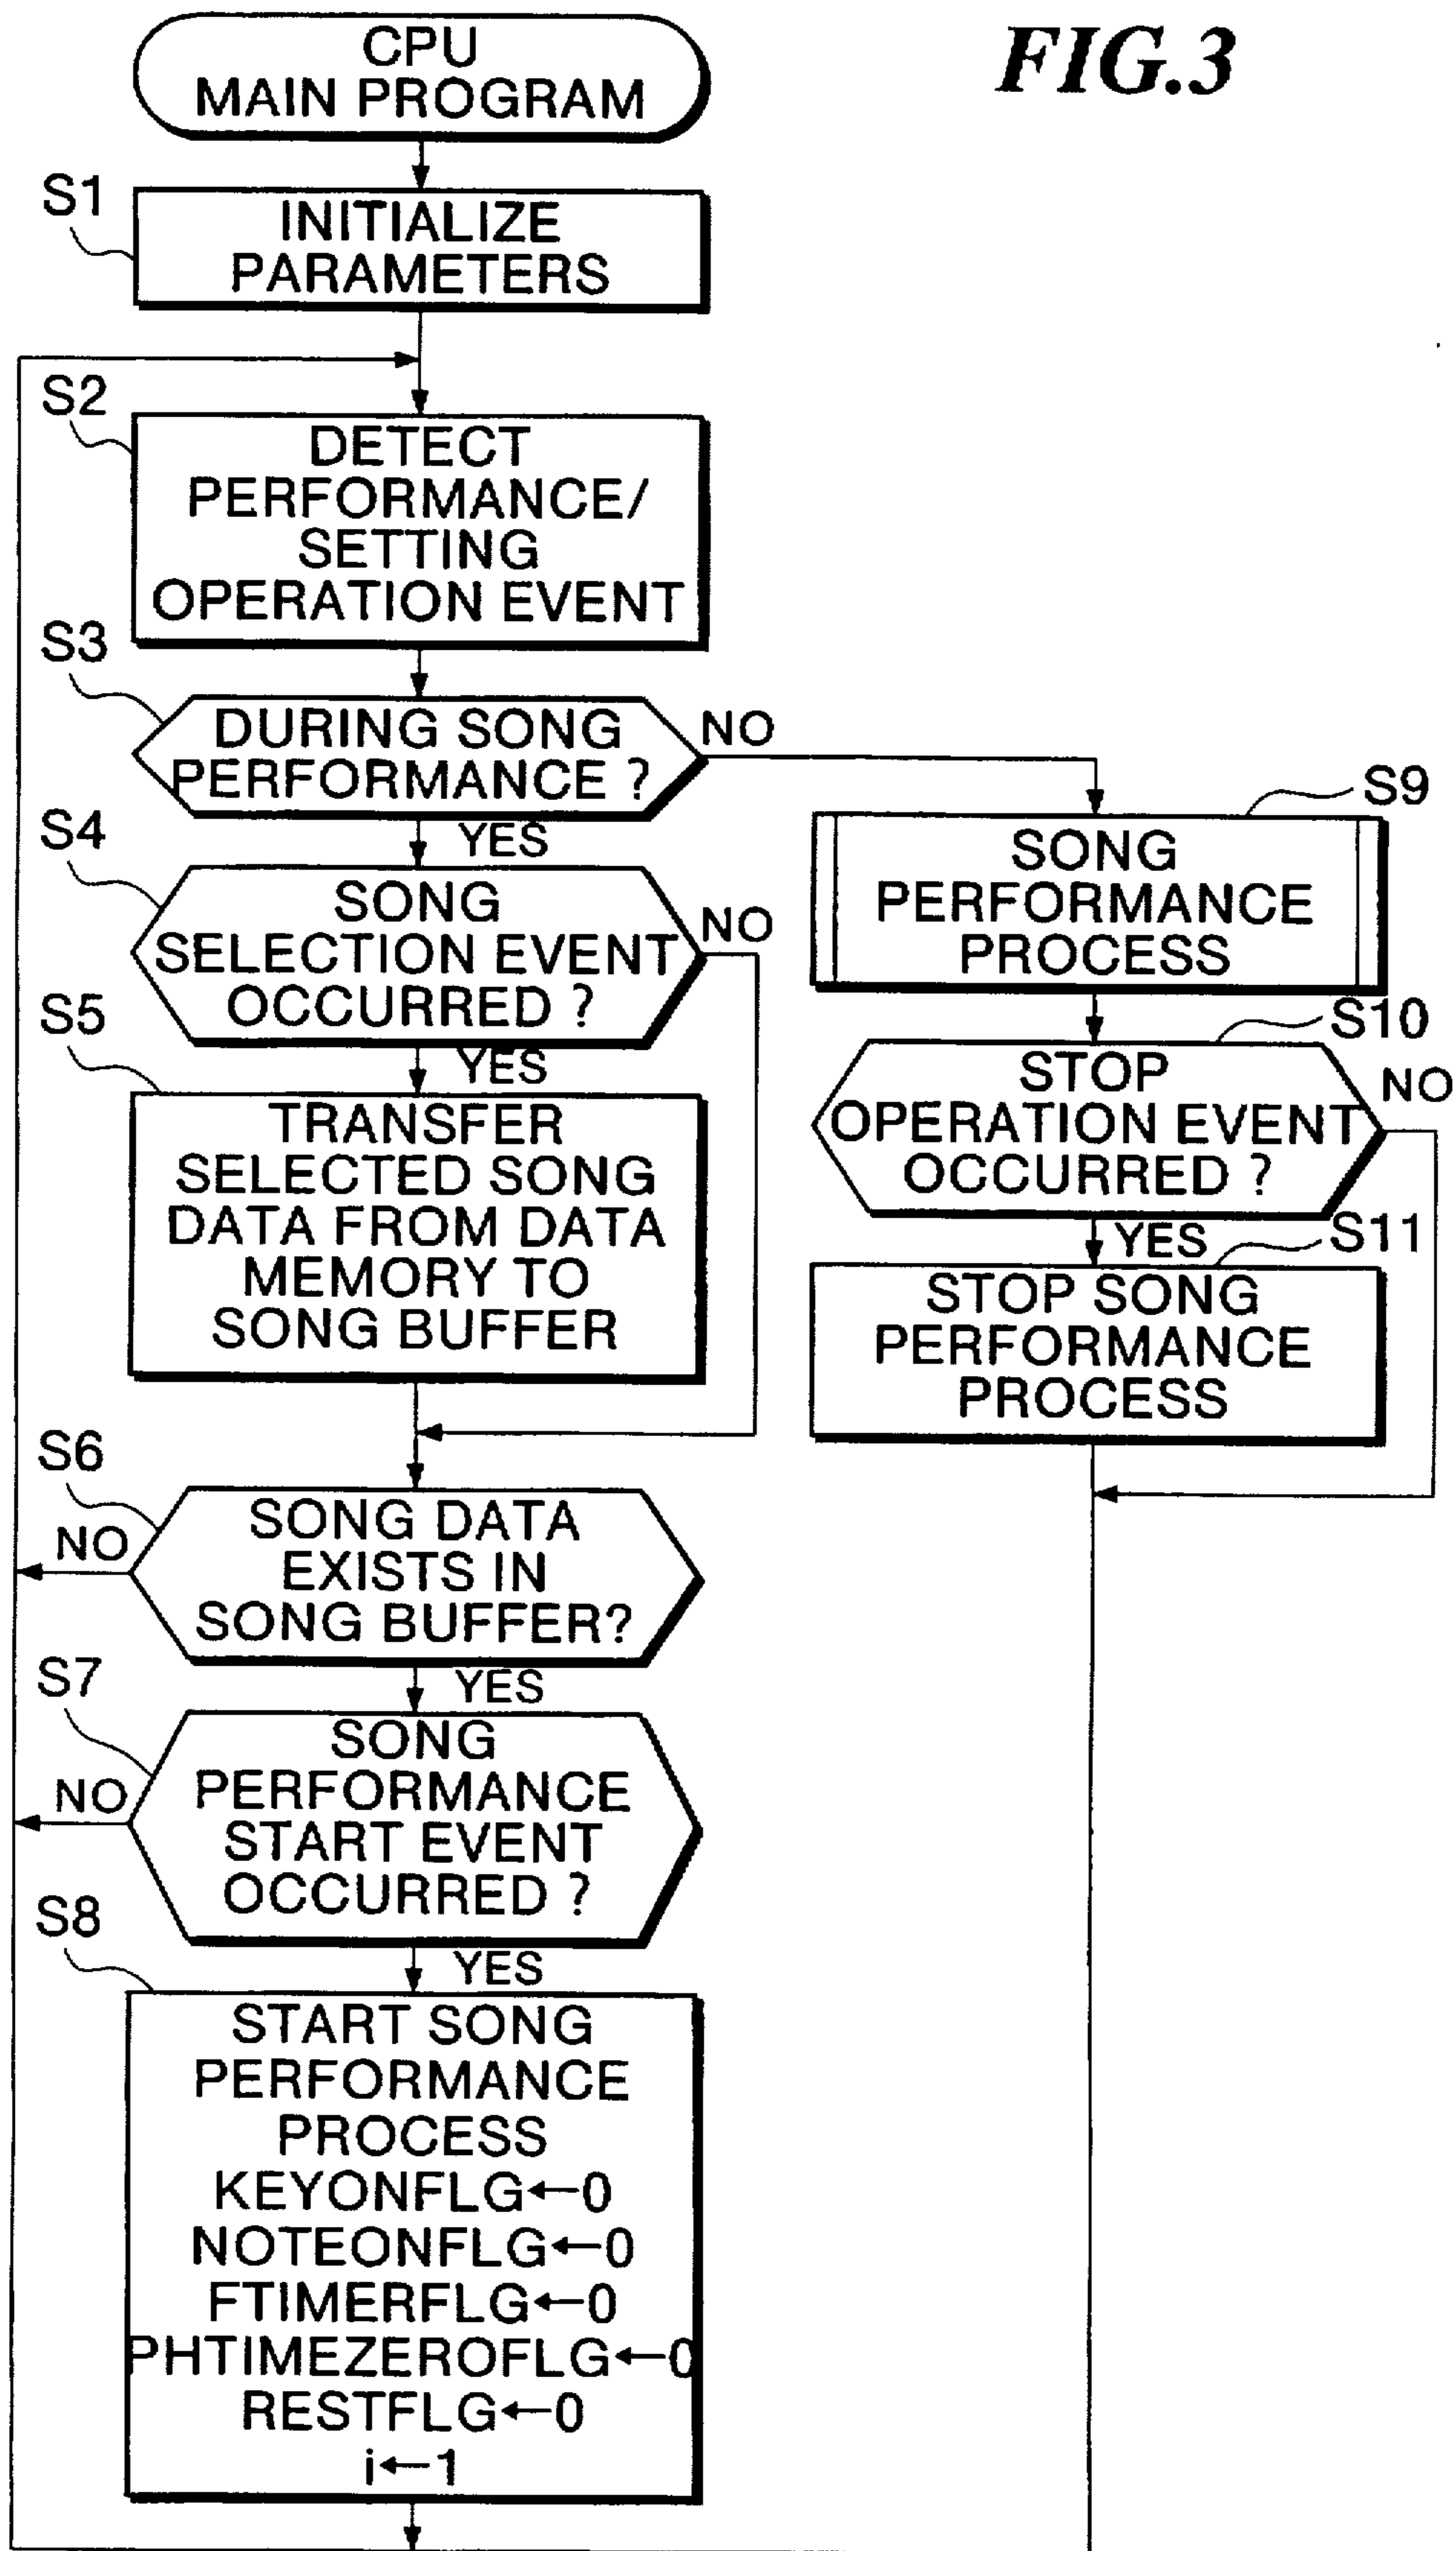 FIG.3
CPU
MAIN PROGRAM
S1
INITIALIZE
PARAMETERS
S2
DETECT
PERFORMANCE/
SETTING
OPERATION EVENT
S3
DURING SONG
PERFORMANCE ?
NO
YES
S4
SONG
SELECTION EVENT
OCCURRED ?
NO
YES
S5
TRANSFER
SELECTED SONG
DATA FROM DATA
MEMORY TO
SONG BUFFER
S6
SONG DATA
EXISTS IN
SONG BUFFER?
NO
YES
S7
SONG
PERFORMANCE
START EVENT
OCCURRED ?
NO
YES
S8
START SONG
PERFORMANCE
PROCESS
KEYONFLG←0
NOTEONFLG←0
FTIMERFLG←0
PHTIMEZEROFLG←0
RESTFLG←0
i←1
S9
SONG
PERFORMANCE
PROCESS
S10
STOP
OPERATION EVENT
OCCURRED ?
NO
YES
S11
STOP SONG
PERFORMANCE
PROCESS